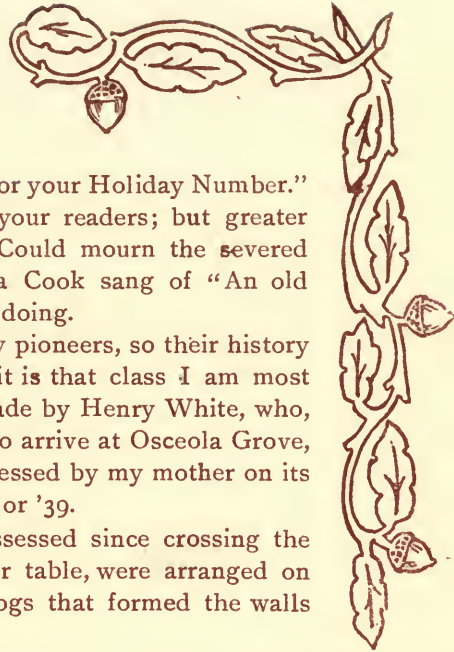 or your Holiday Number."
your readers; but greater
Could mourn the severed
a Cook sang of "An old
doing.
y pioneers, so their history
it is that class I am most
ade by Henry White, who,
o arrive at Osceola Grove,
essed by my mother on its
or '39.
ssessed since crossing the
r table, were arranged on
ogs that formed the walls